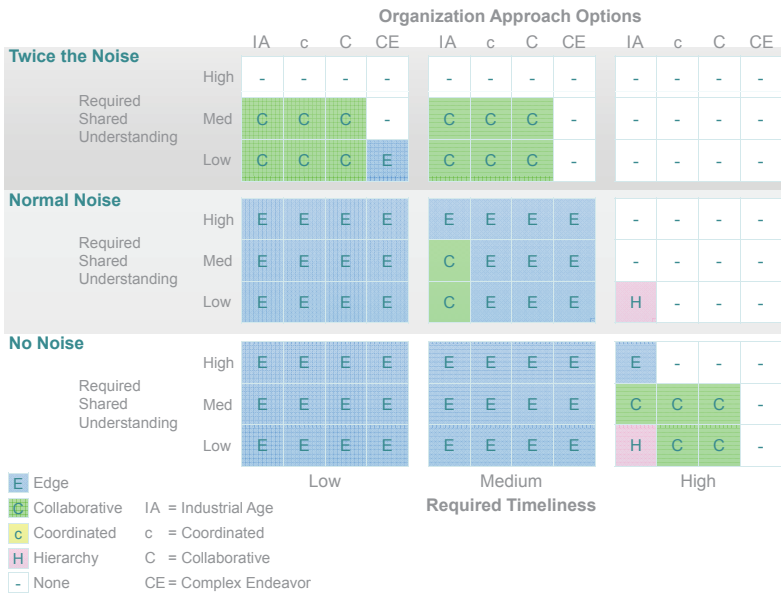 Organization Approach Options
IA c C CE IA c C CE IA c C CE
Twice the Noise
High - - - - - - - - - - - -
Required
Shared
Understanding
Med C C C - C C C - - - - -
Low C C C E C C C - - - - -
Normal Noise
High E E E E E E E E - - - -
Required
Shared
Understanding
Med E E E E C E E E - - - -
Low E E E E C E E E H - - -
No Noise
High E E E E E E E E E - - -
Required
Shared
Understanding
Med E E E E E E E E C C C -
Low E E E E E E E E H C C -
Low Medium High
Required Timeliness
E Edge
C Collaborative IA = Industrial Age
c Coordinated c = Coordinated
H Hierarchy C = Collaborative
- None CE = Complex Endeavor